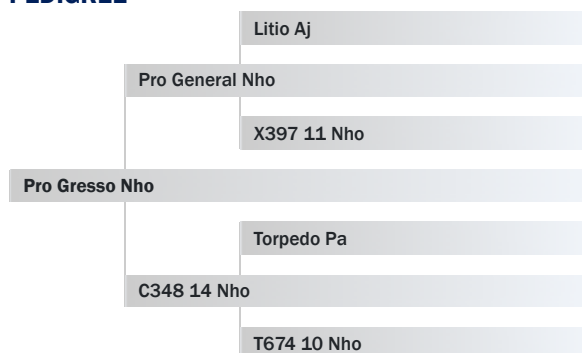 PEDIGREE
Litio Aj
Pro General Nho
X397 11 Nho
Pro Gresso Nho
Torpedo Pa
C348 14 Nho
T674 10 Nho